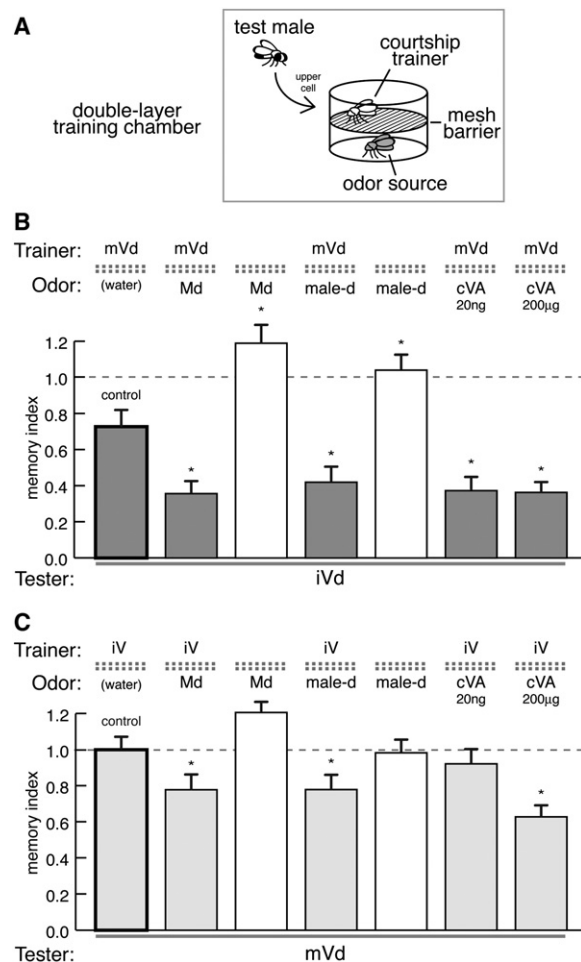 A
test male
upper
cell
courtship
trainer
double-layer
training chamber
mesh
barrier
odor source
B
Trainer: mVd mVd mVd mVd mVd
Odor: (water) Md Md male-d male-d cVA cVA
20ng 200µg
* * * * * *
control
1.2
1.0
0.8
0.6
0.4
0.2
0.0
memory index
Tester: iVd
C
Trainer: iV iV iV iV iV
Odor: (water) Md Md male-d male-d cVA cVA
20ng 200µg
control
* * *
1.2
1.0
0.8
0.6
0.4
0.2
0.0
memory index
Tester: mVd